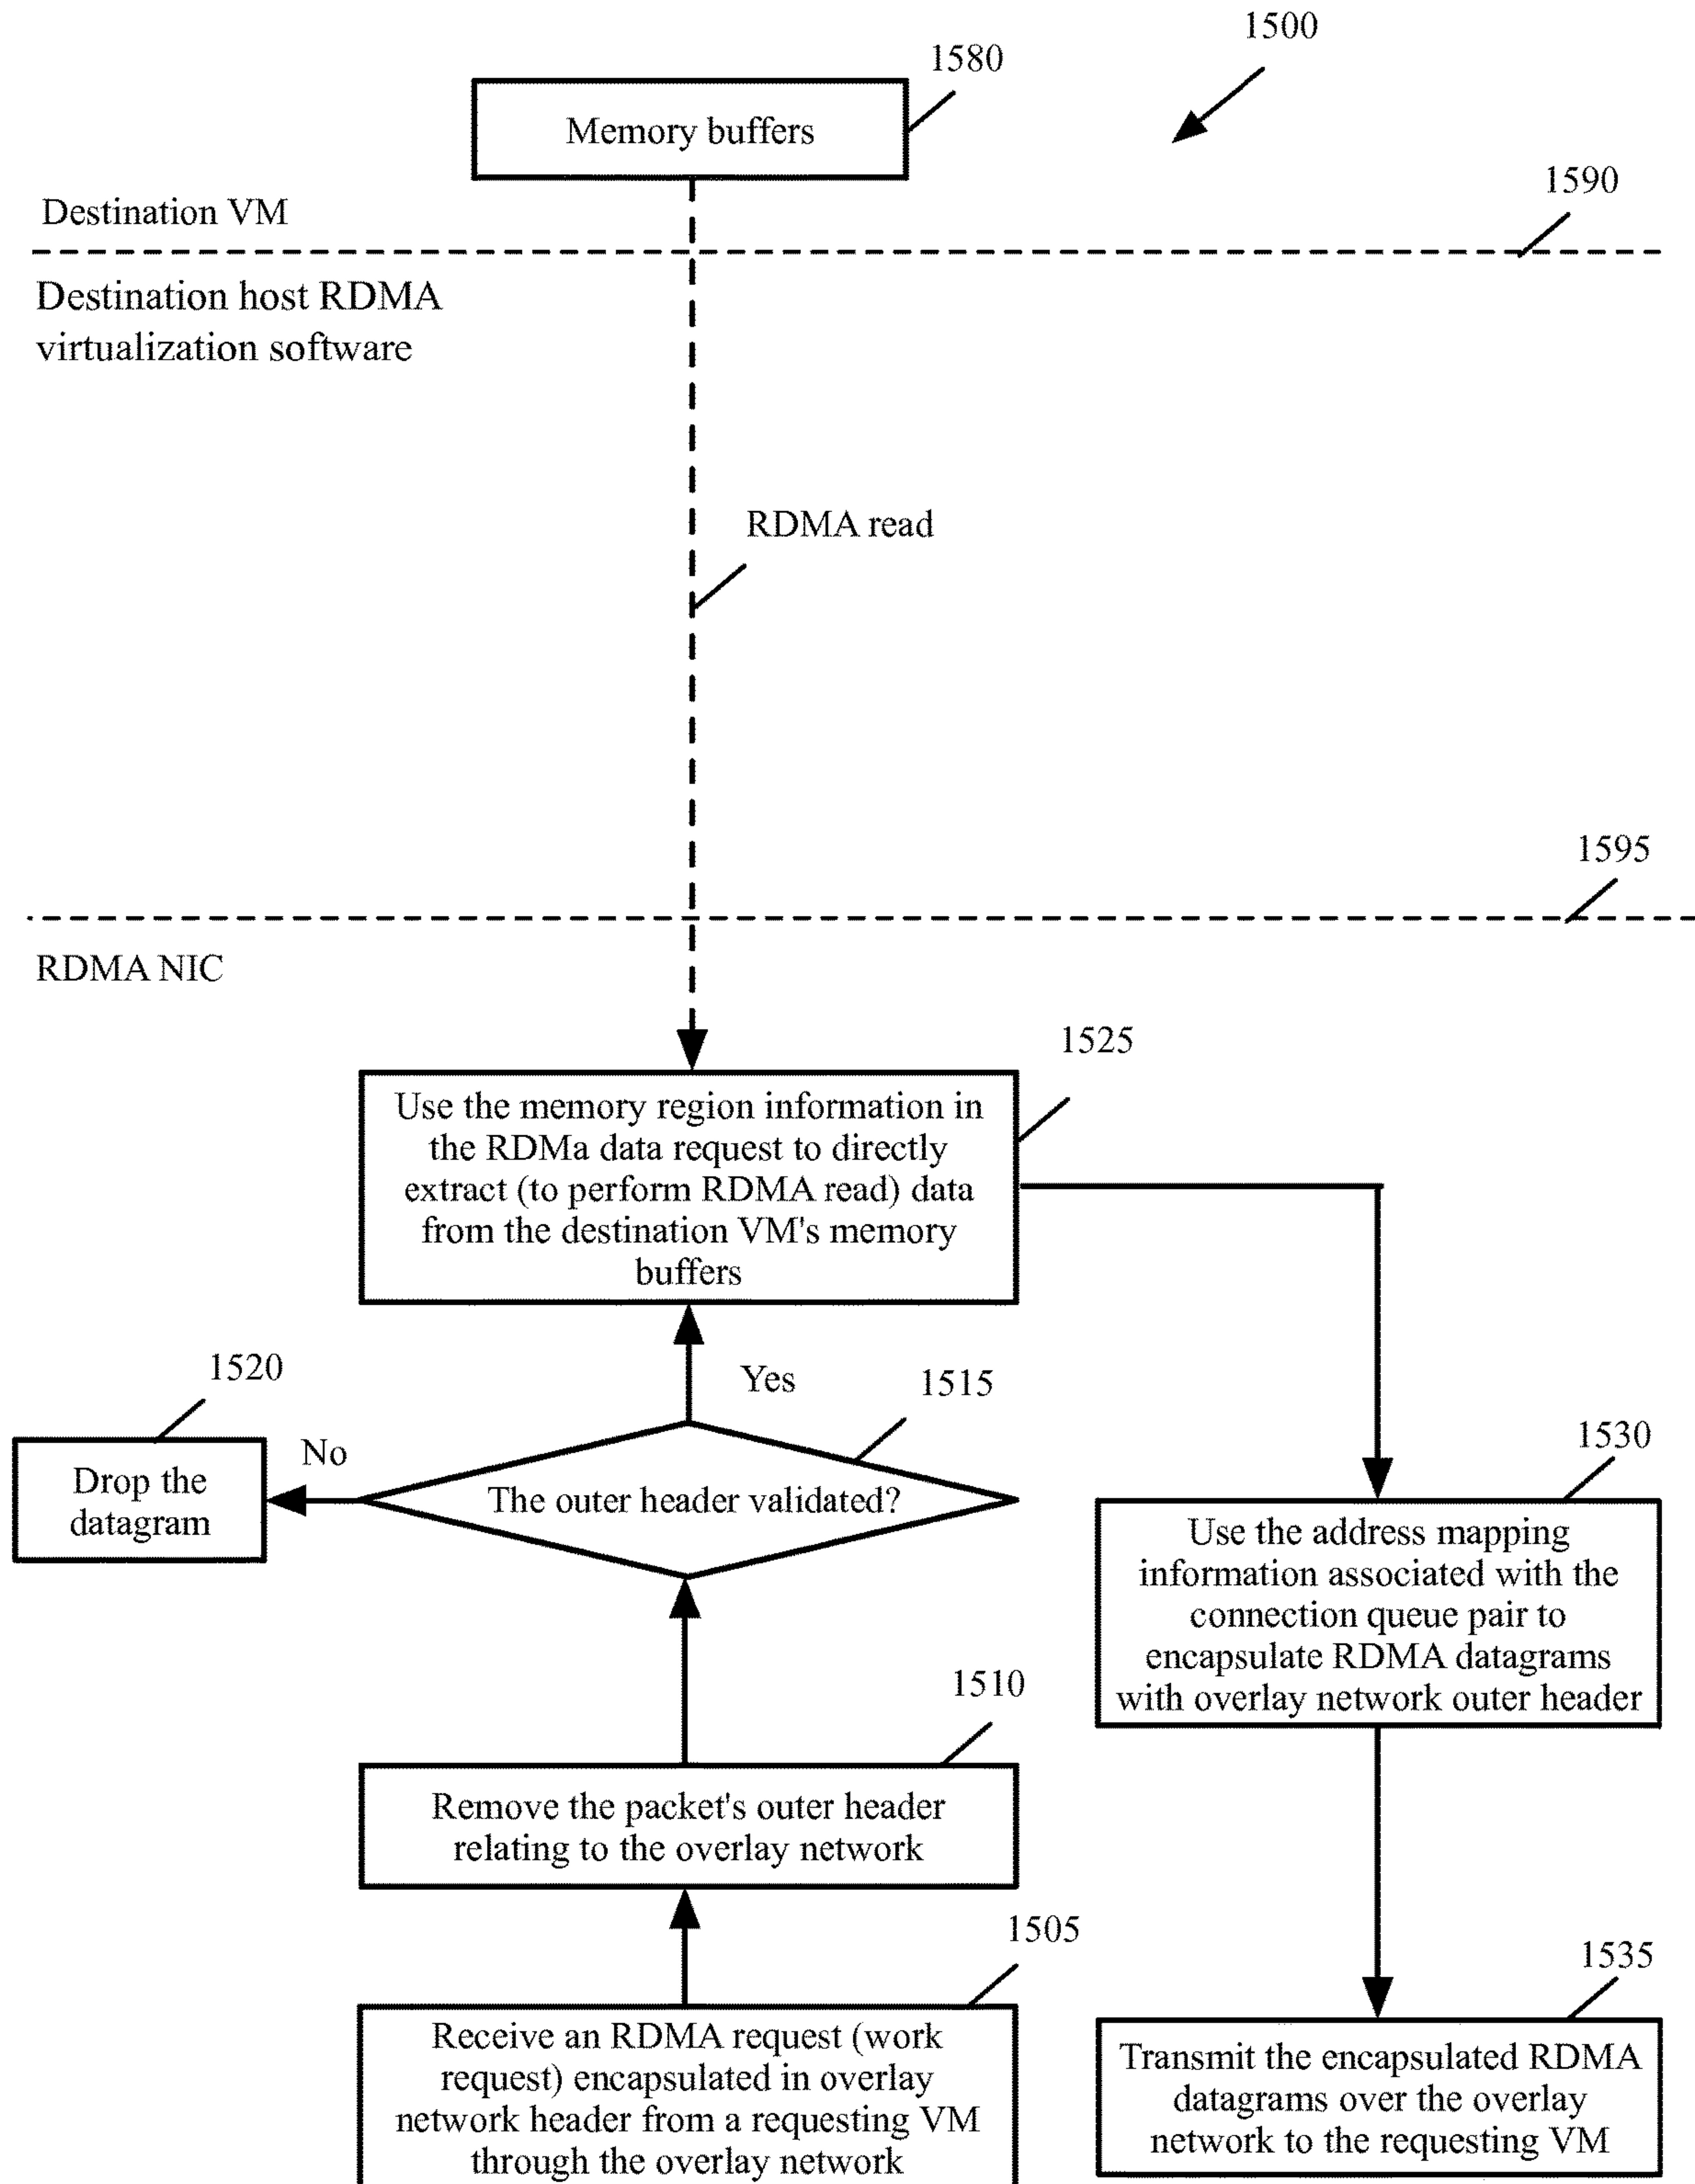 1500
1580
Memory buffers
1590
Destination VM
Destination host RDMA
virtualization software
RDMA read
1595
RDMA NIC
1525
Use the memory region information in
the RDMa data request to directly
extract (to perform RDMA read) data
from the destination VM's memory
buffers
1520
Yes
1515
No
Drop the
datagram
The outer header validated?
1530
Use the address mapping
information associated with the
connection queue pair to
encapsulate RDMA datagrams
with overlay network outer header
1510
Remove the packet's outer header
relating to the overlay network
1505
Receive an RDMA request (work
request) encapsulated in overlay
network header from a requesting VM
through the overlay network
1535
Transmit the encapsulated RDMA
datagrams over the overlay
network to the requesting VM